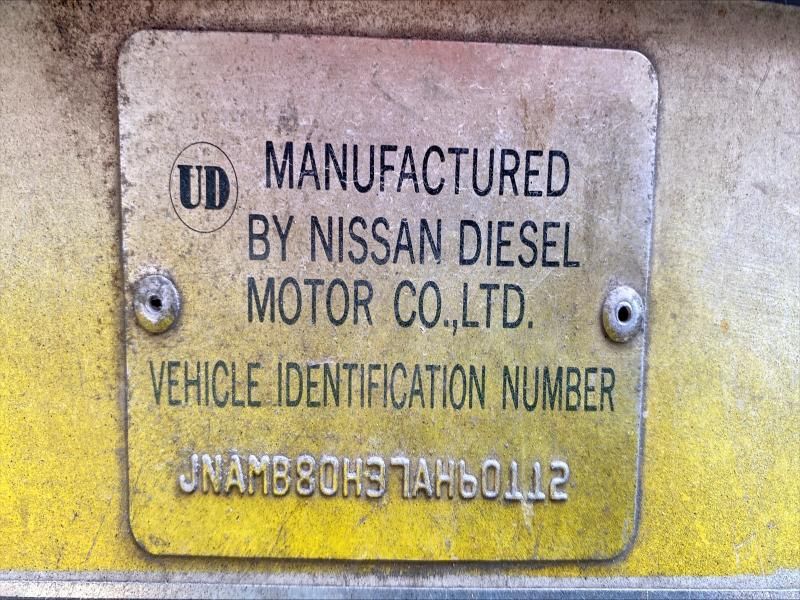 UD
MANUFACTURED
BY NISSAN DIESEL
MOTOR CO.,LTD.
VEHICLE IDENTIFICATION NUMBER
JNAMB80H37AH60112